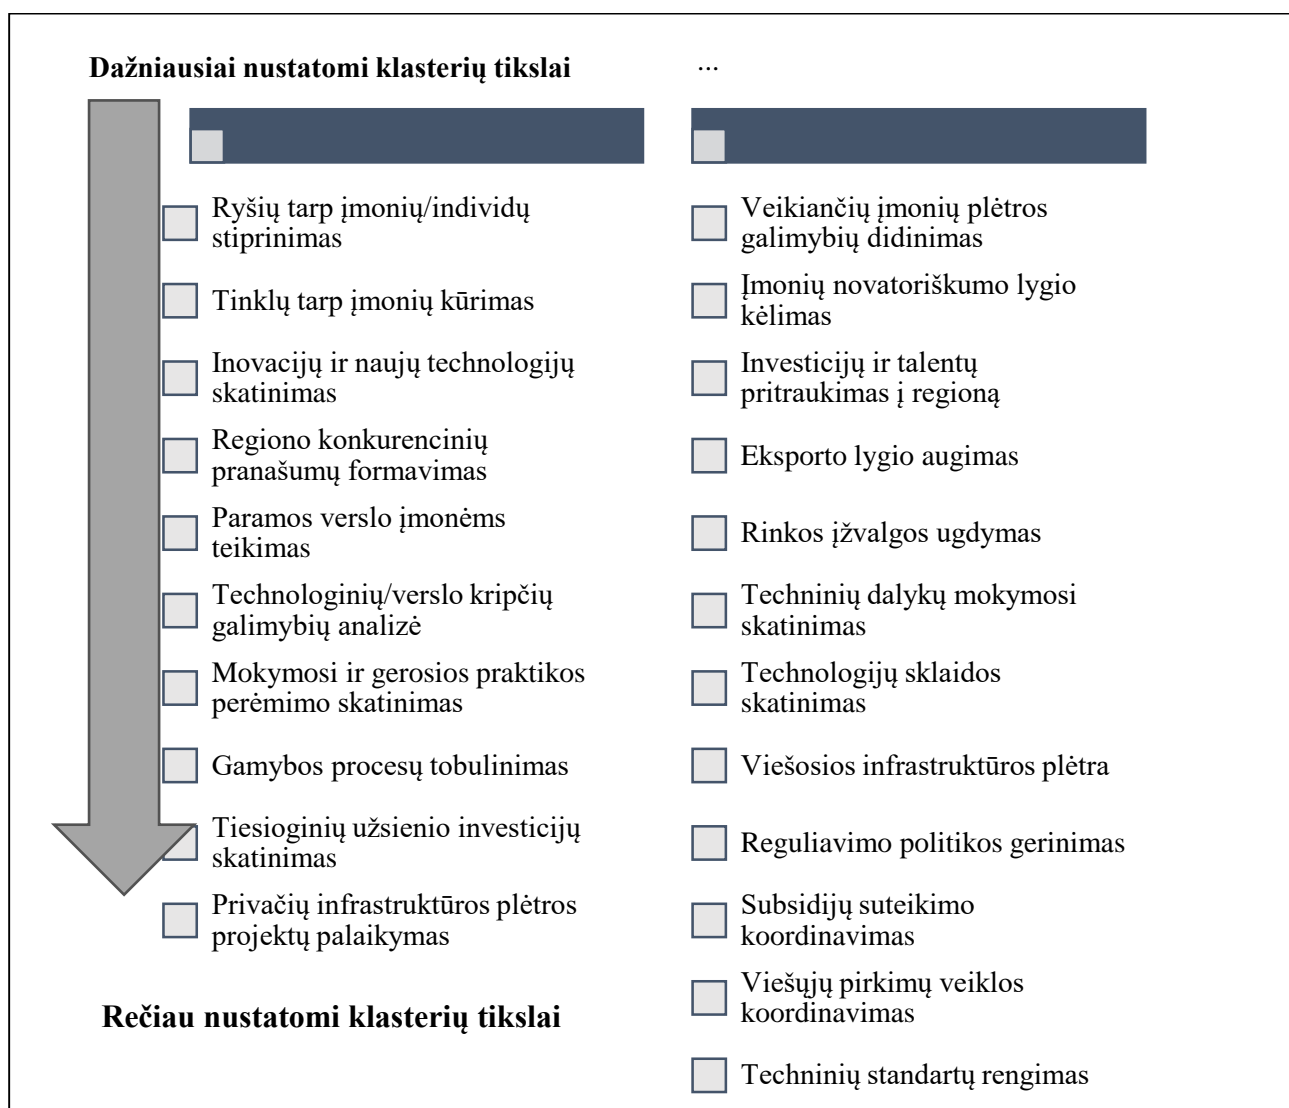 Dažniausiai nustatomi klasterių tikslai
...
Ryšių tarp įmonių/individų
stiprinimas
Tinklų tarp įmonių kūrimas
Inovacijų ir naujų technologijų
skatinimas
Regiono konkurencinių
pranašumų formavimas
Paramos verslo įmonėms
teikimas
Technologinių/verslo kripčių
galimybių analizė
Mokymosi ir gerosios praktikos
perėmimo skatinimas
Gamybos procesų tobulinimas
Tiesioginių užsienio investicijų
skatinimas
Privačių infrastruktūros plėtros
projektų palaikymas
Rečiau nustatomi klasterių tikslai
Veikiančių įmonių plėtros
galimybių didinimas
Įmonių novatoriškumo lygio
kėlimas
Investicijų ir talentų
pritraukimas į regioną
Eksporto lygio augimas
Rinkos įžvalgos ugdymas
Techninių dalykų mokymosi
skatinimas
Technologijų sklaidos
skatinimas
Viešosios infrastruktūros plėtra
Reguliavimo politikos gerinimas
Subsidijų suteikimo
koordinavimas
Viešųjų pirkimų veiklos
koordinavimas
Techninių standartų rengimas